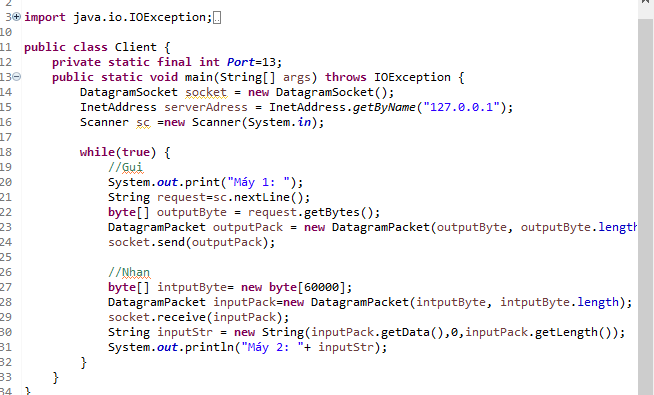 2
3 import java.io.IOException;
10
11 public class Client {
12 private static final int Port=13;
13 public static void main(String[] args) throws IOException {
14 DatagramSocket socket = new DatagramSocket();
15 InetAddress serverAdress = InetAddress.getByName("127.0.0.1");
16 Scanner sc =new Scanner(System.in);
17
18 while(true) {
19 //Gui
20 System.out.print("Máy 1: ");
21 String request=sc.nextLine();
22 byte[] outputByte = request.getBytes();
23 DatagramPacket outputPack = new DatagramPacket(outputByte, outputByte.length
24 socket.send(outputPack);
25
26 //Nhan
27 byte[] intputByte= new byte[60000];
28 DatagramPacket inputPack=new DatagramPacket(intputByte, intputByte.length);
29 socket.receive(inputPack);
30 String inputStr = new String(inputPack.getData(),0,inputPack.getLength());
31 System.out.println("Máy 2: "+ inputStr);
32 }
33 }
34 }